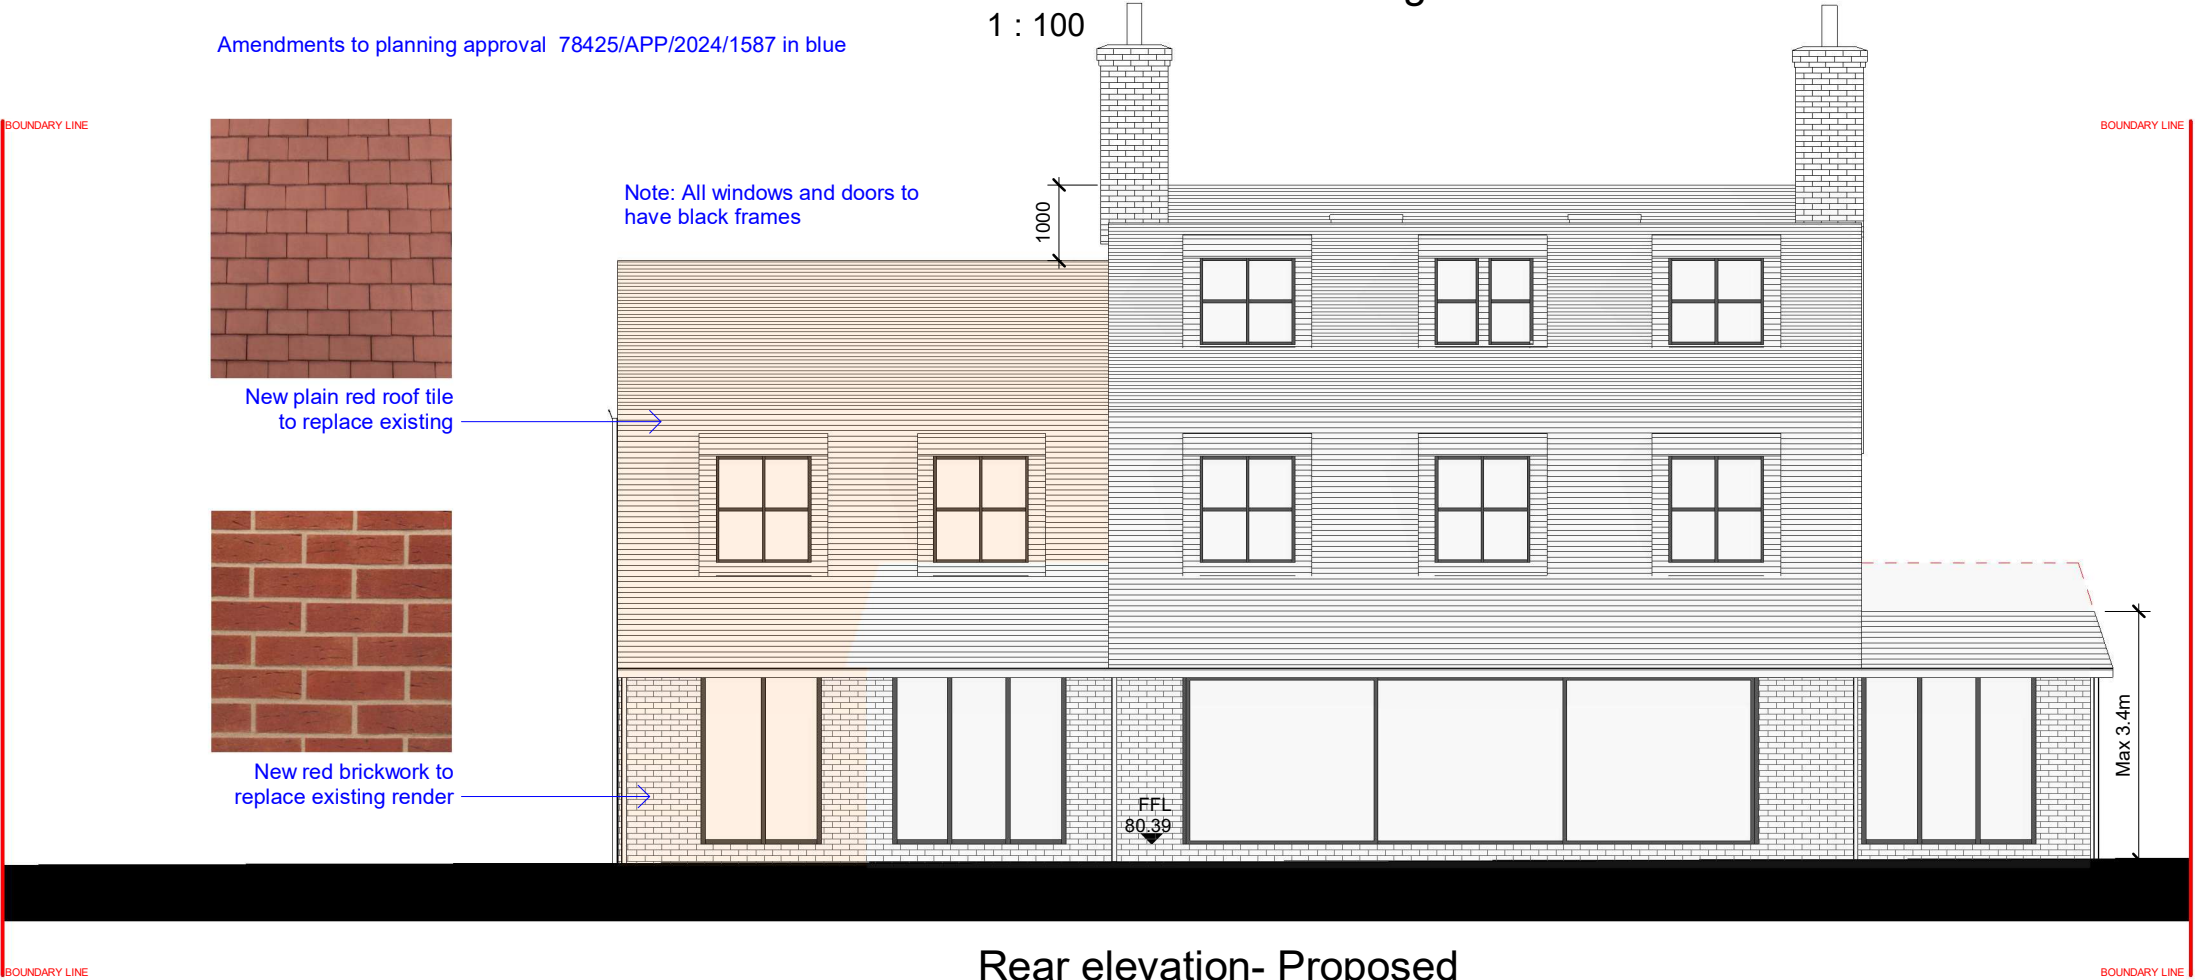 1 : 100
Amendments to planning approval 78425/APP/2024/1587 in blue
BOUNDARY LINE
BOUNDARY LINE
Note: All windows and doors to
have black frames
1000
New plain red roof tile
to replace existing
New red brickwork to
replace existing render
FFL
80.39
Max 3.4m
Rear elevation- Proposed
BOUNDARY LINE
BOUNDARY LINE